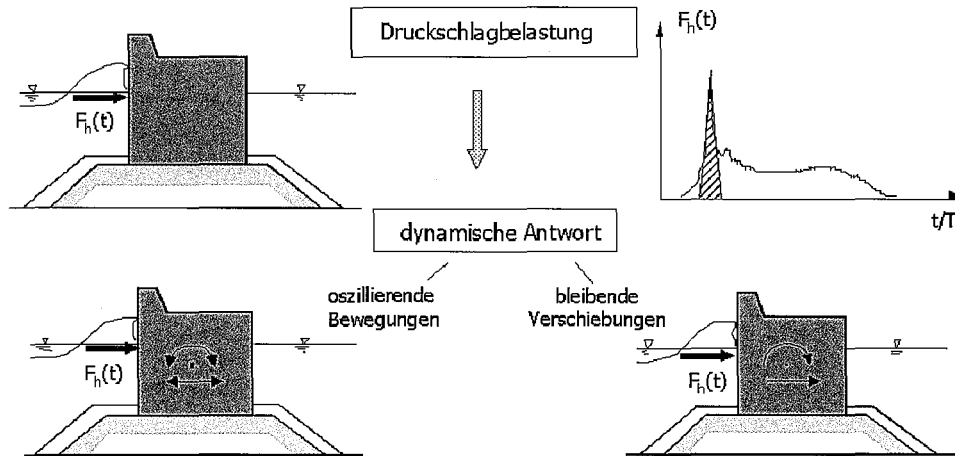 Druckschlagbelastung
F_h(t)
F_h(t)
t/T
dynamische Antwort
oszillierende
Bewegungen
bleibende
Verschiebungen
F_h(t)
F_h(t)